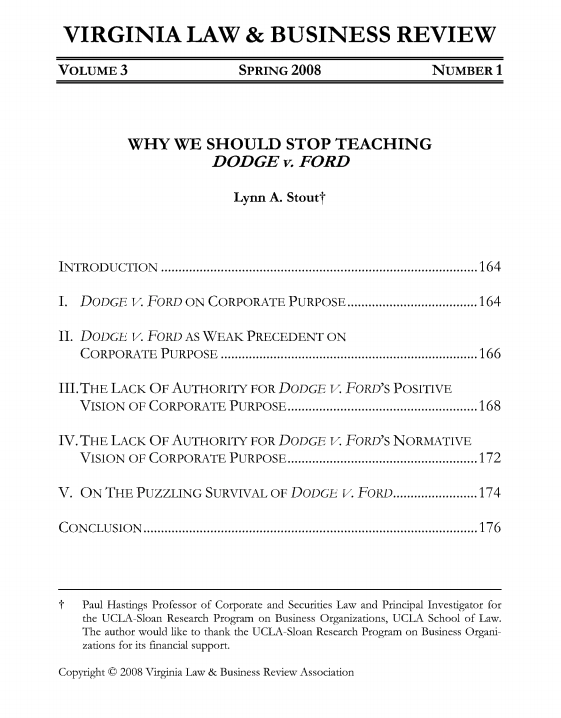 VIRGINIA LAW & BUSINESS REVIEW
VOLUME 3 SPRING 2008 NUMBER 1
WHY WE SHOULD STOP TEACHING
DODGE v. FORD
Lynn A. Stout†
INTRODUCTION ..........................................................................................164
I. DODGE V. FORD ON CORPORATE PURPOSE.....................................164
II. DODGE V. FORD AS WEAK PRECEDENT ON
CORPORATE PURPOSE .........................................................................166
III.THE LACK OF AUTHORITY FOR DODGE V. FORD'S POSITIVE
VISION OF CORPORATE PURPOSE......................................................168
IV.THE LACK OF AUTHORITY FOR DODGE V. FORD'S NORMATIVE
VISION OF CORPORATE PURPOSE......................................................172
V. ON THE PUZZLING SURVIVAL OF DODGE V. FORD........................174
CONCLUSION...............................................................................................176
† Paul Hastings Professor of Corporate and Securities Law and Principal Investigator for
the UCLA-Sloan Research Program on Business Organizations, UCLA School of Law.
The author would like to thank the UCLA-Sloan Research Program on Business Organi-
zations for its financial support.
Copyright © 2008 Virginia Law & Business Review Association